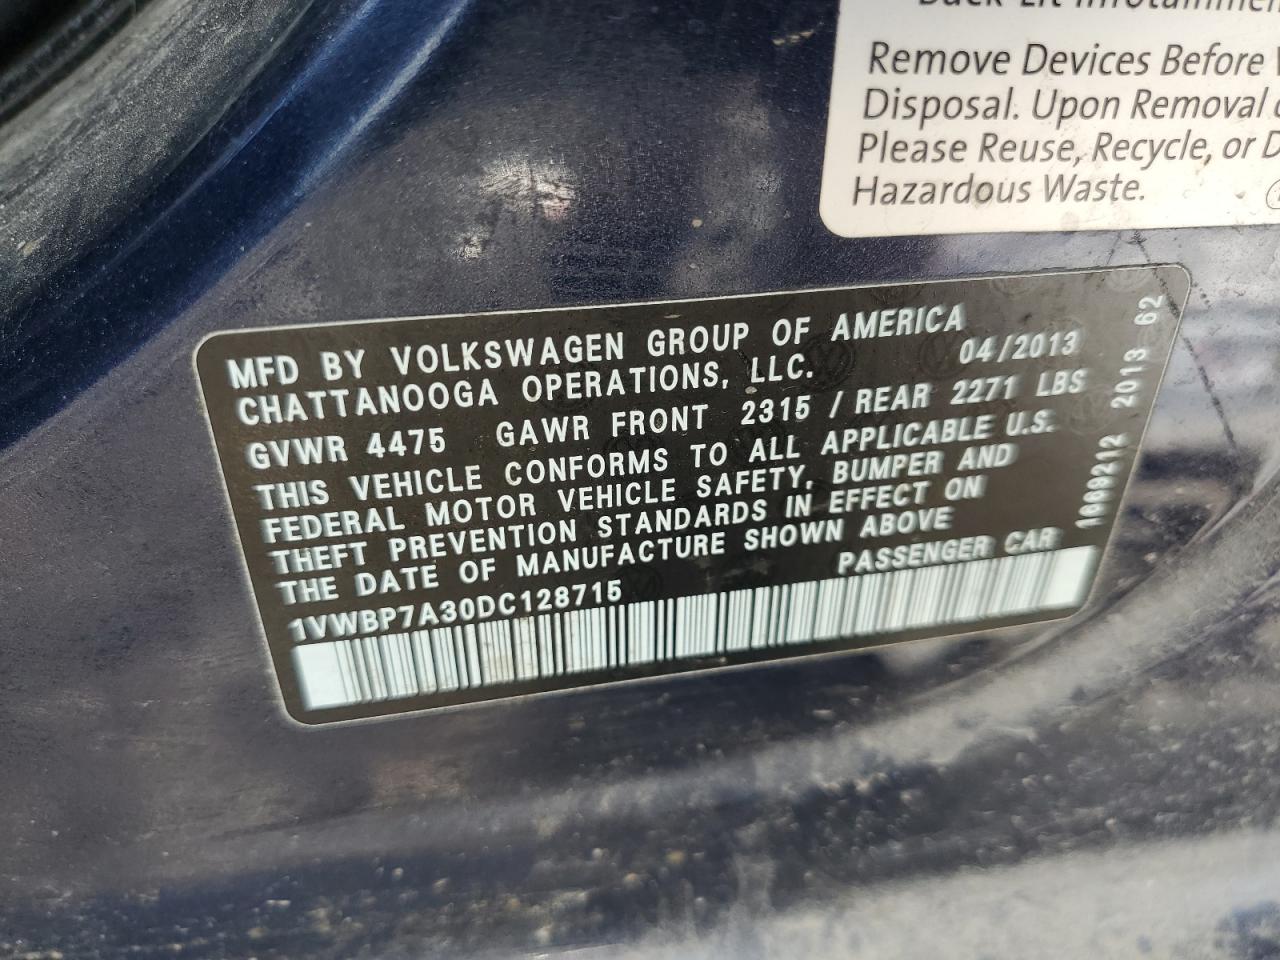 Remove Devices Before
Disposal. Upon Removal
Please Reuse, Recycle, or
Hazardous Waste.
MFD BY VOLKSWAGEN GROUP OF AMERICA
CHATTANOOGA OPERATIONS, LLC. 04/2013
GVWR 4475 GAWR FRONT 2315 / REAR 2271 LBS
THIS VEHICLE CONFORMS TO ALL APPLICABLE U.S.
FEDERAL MOTOR VEHICLE SAFETY, BUMPER AND
THEFT PREVENTION STANDARDS IN EFFECT ON
THE DATE OF MANUFACTURE SHOWN ABOVE
1VWBP7A30DC128715 PASSENGER CAR
2013 62